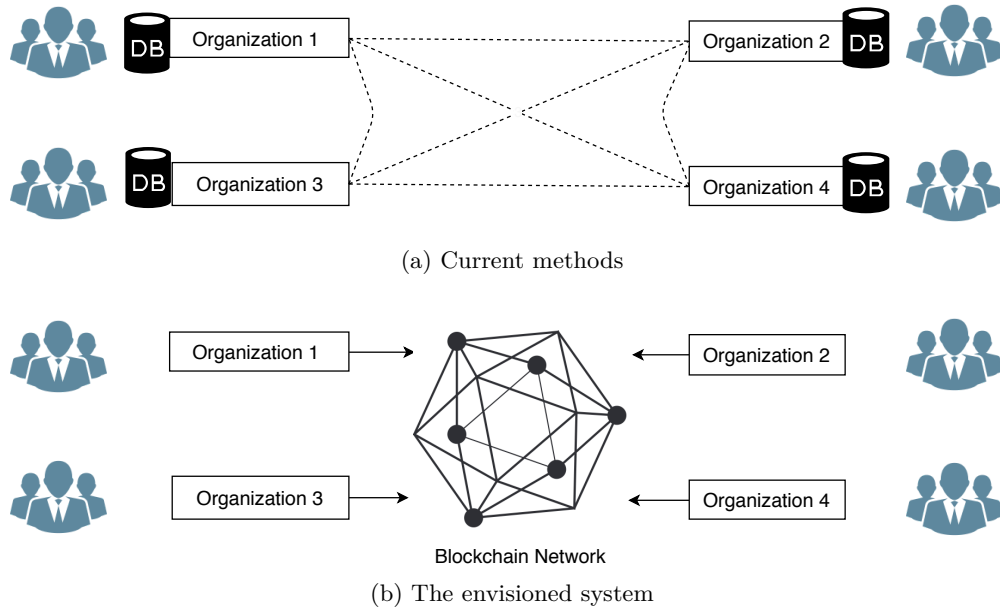 DB Organization 1 Organization 2 DB
DB Organization 3 Organization 4 DB
(a) Current methods
Organization 1 Organization 2
Organization 3 Organization 4
Blockchain Network
(b) The envisioned system